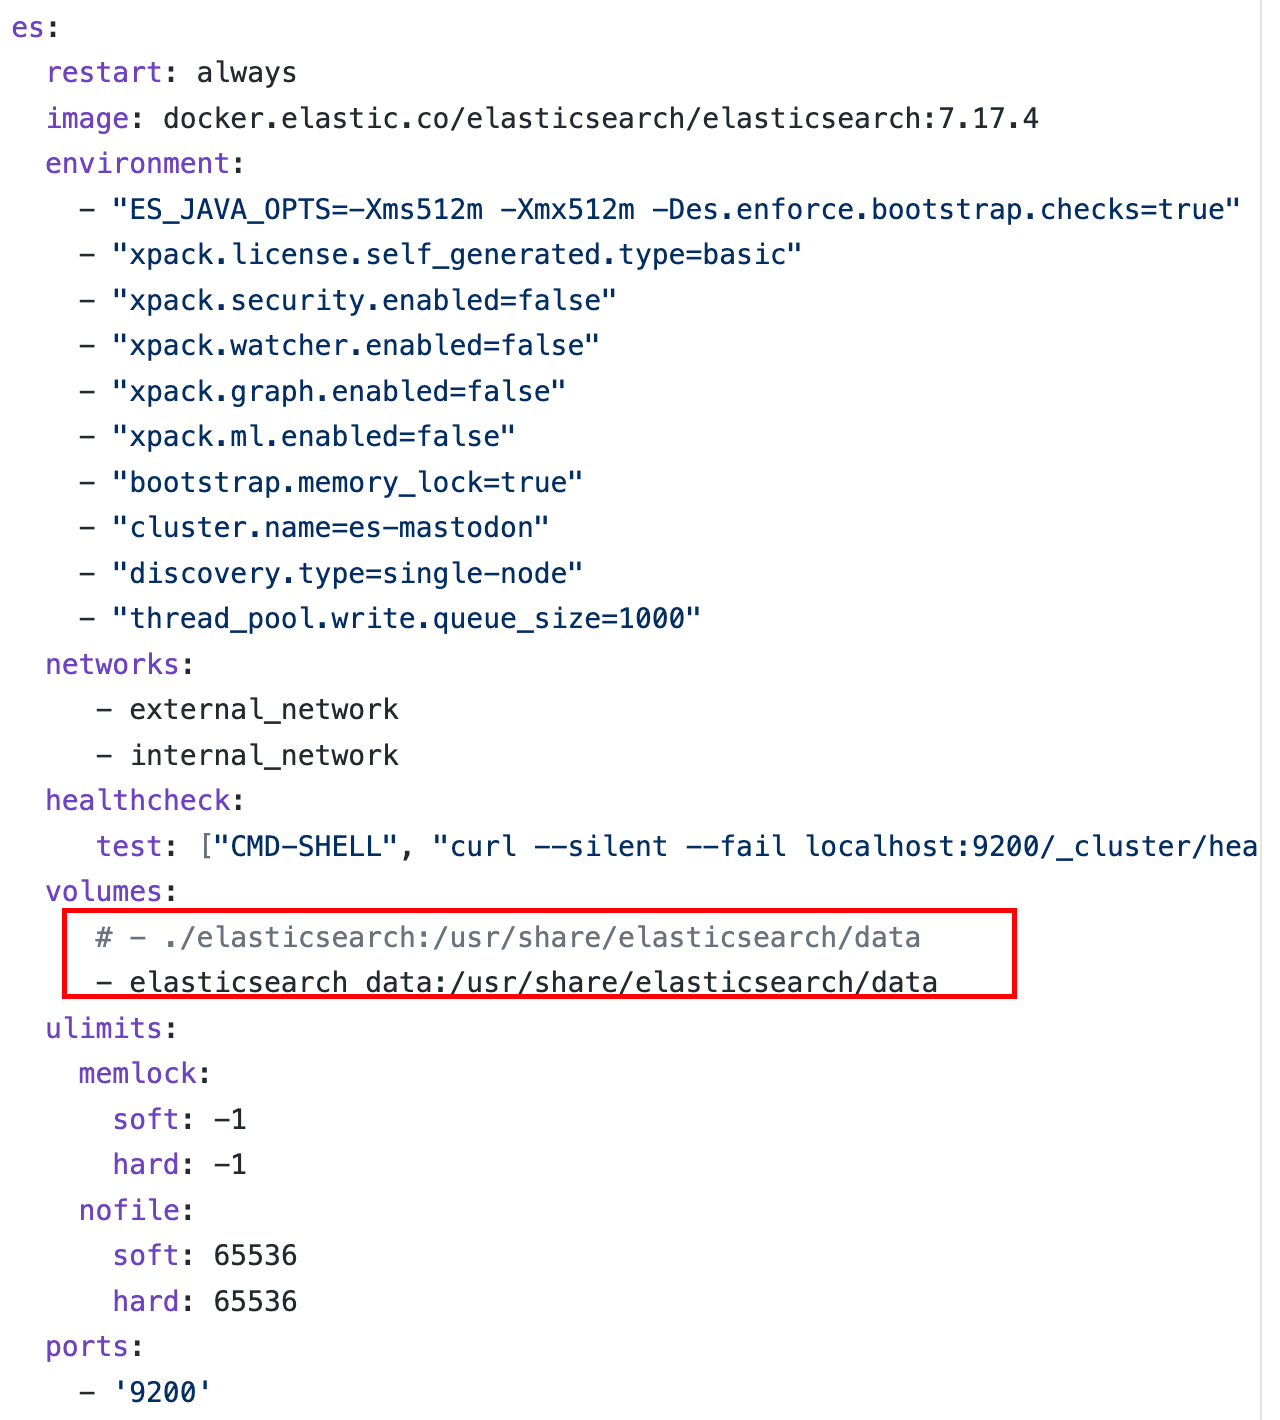 es:
restart: always
image: docker.elastic.co/elasticsearch/elasticsearch:7.17.4
environment:
- "ES_JAVA_OPTS=-Xms512m -Xmx512m -Des.enforce.bootstrap.checks=true"
- "xpack.license.self_generated.type=basic"
- "xpack.security.enabled=false"
- "xpack.watcher.enabled=false"
- "xpack.graph.enabled=false"
- "xpack.ml.enabled=false"
- "bootstrap.memory_lock=true"
- "cluster.name=es-mastodon"
- "discovery.type=single-node"
- "thread_pool.write.queue_size=1000"
networks:
- external_network
- internal_network
healthcheck:
test: ["CMD-SHELL", "curl --silent --fail localhost:9200/_cluster/hea
volumes:
# - ./elasticsearch:/usr/share/elasticsearch/data
- elasticsearch_data:/usr/share/elasticsearch/data
ulimits:
memlock:
soft: -1
hard: -1
nofile:
soft: 65536
hard: 65536
ports:
- '9200'